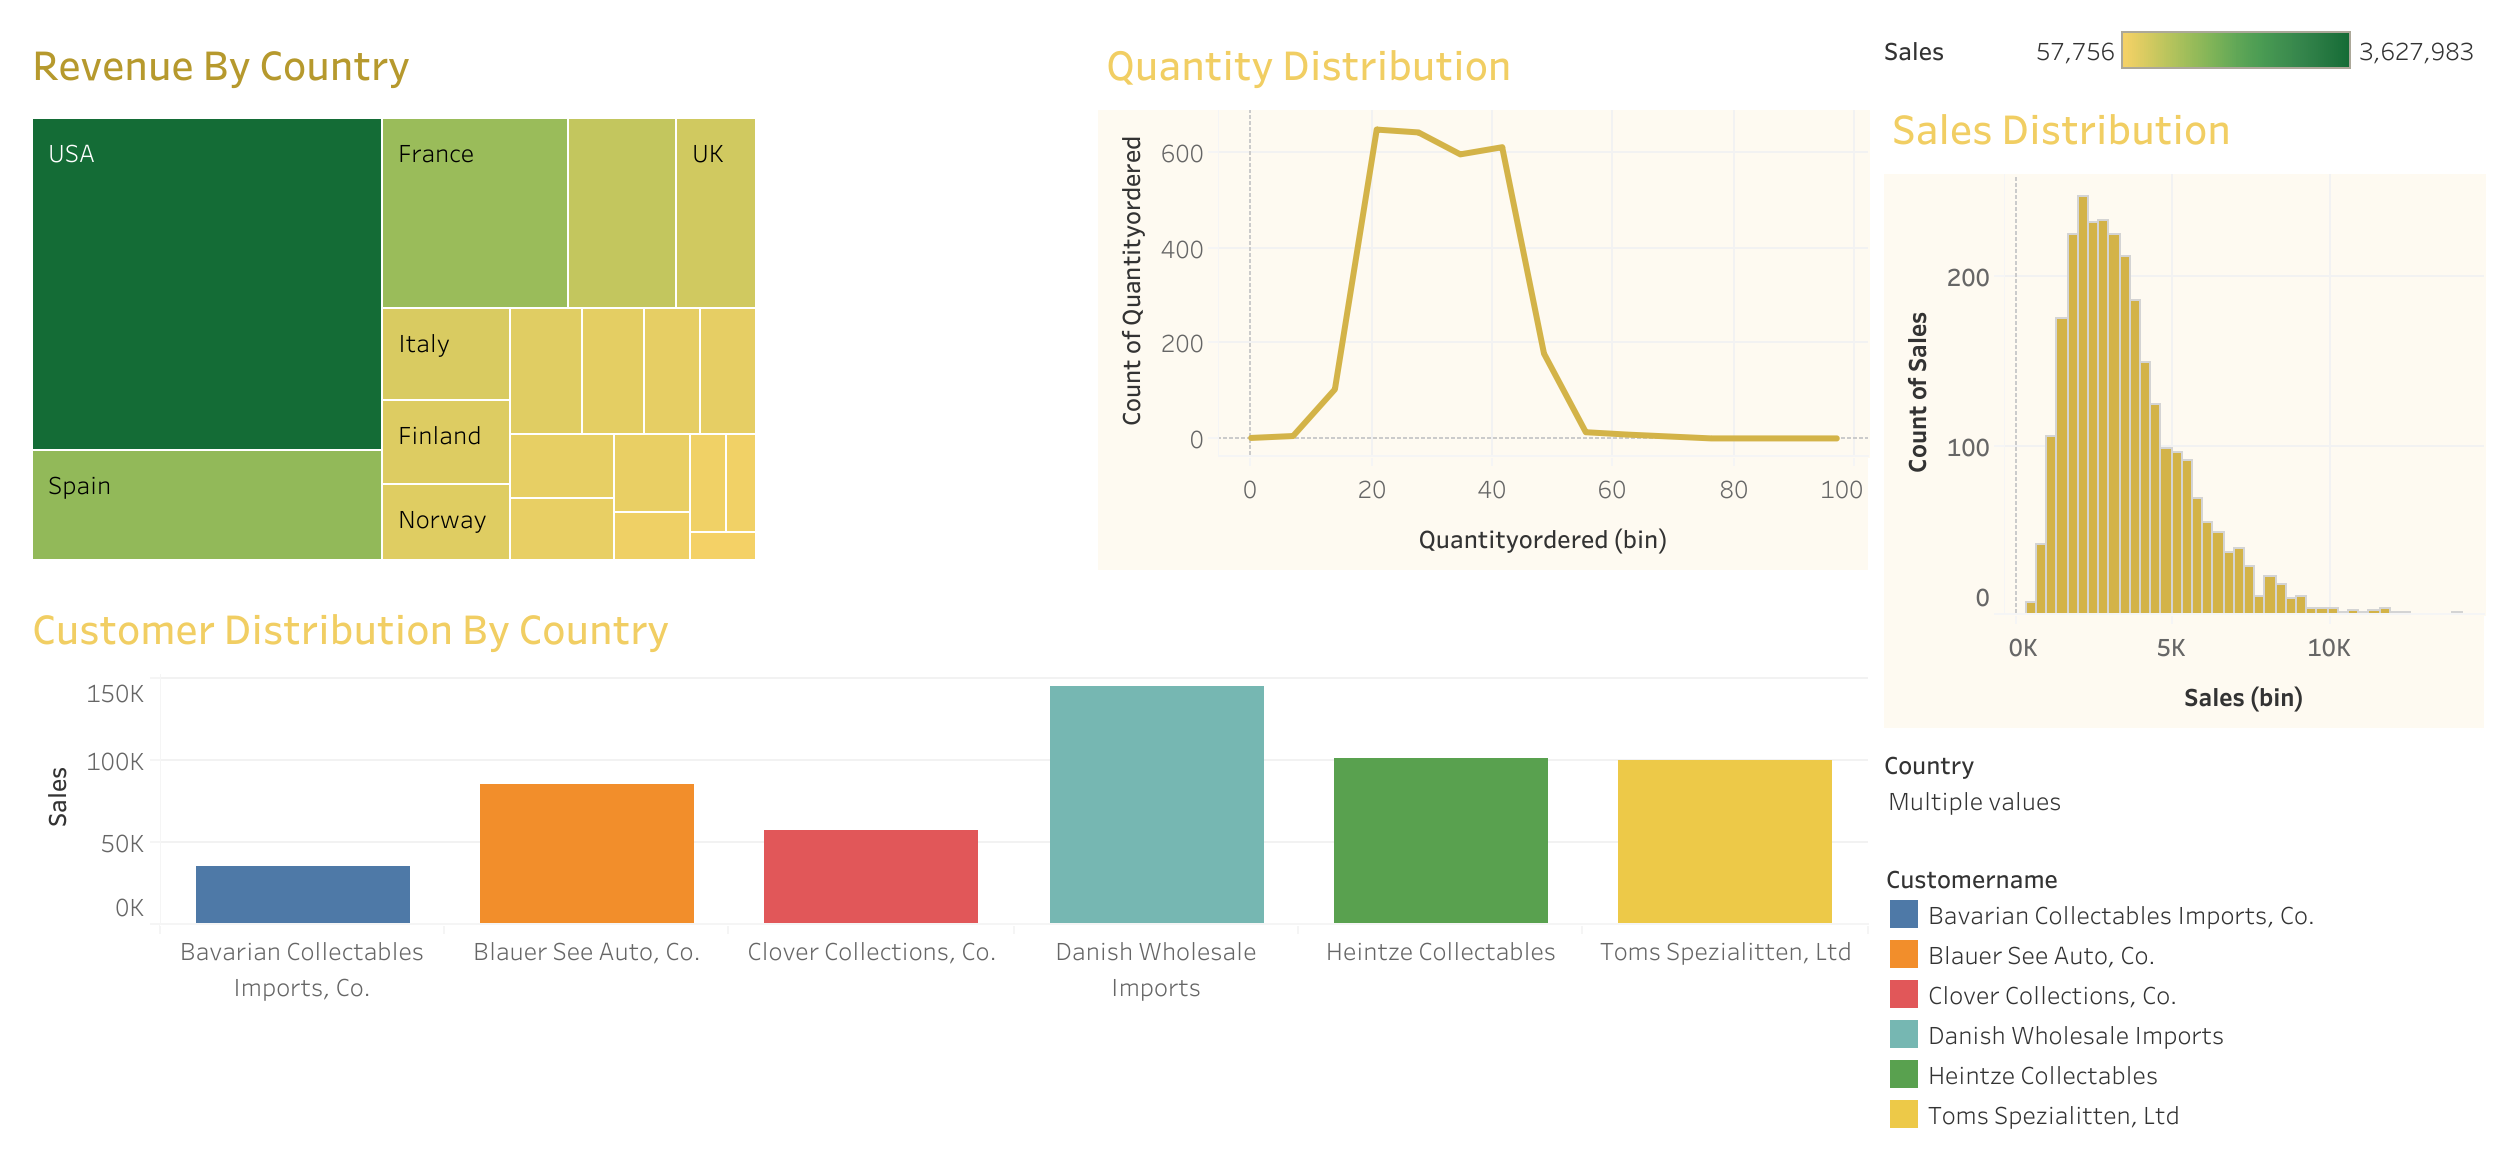 Revenue By Country
USA
France
UK
Italy
Finland
Spain
Norway
Quantity Distribution
Count of Quantityordered
600
400
200
0
0 20 40 60 80 100
Quantityordered (bin)
Sales 57,756 3,627,983
Sales Distribution
Count of Sales
200
100
0
0K 5K 10K
Sales (bin)
Customer Distribution By Country
Sales
150K
100K
50K
0K
Bavarian Collectables
Imports, Co.
Blauer See Auto, Co.
Clover Collections, Co.
Danish Wholesale
Imports
Heintze Collectables
Toms Spezialitten, Ltd
Country
Multiple values
Customername
Bavarian Collectables Imports, Co.
Blauer See Auto, Co.
Clover Collections, Co.
Danish Wholesale Imports
Heintze Collectables
Toms Spezialitten, Ltd